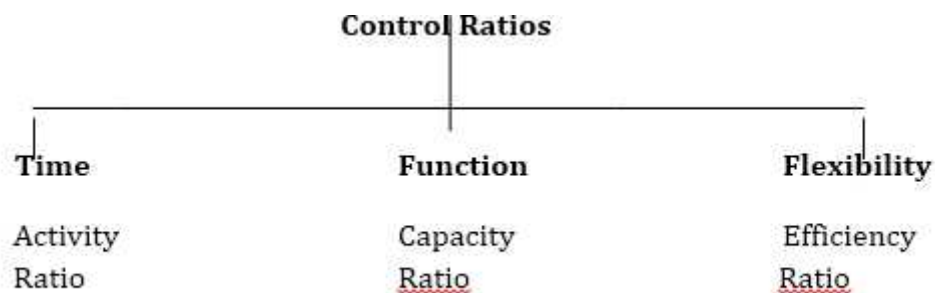 Control Ratios
Time Function Flexibility
Activity Capacity Efficiency
Ratio Ratio Ratio